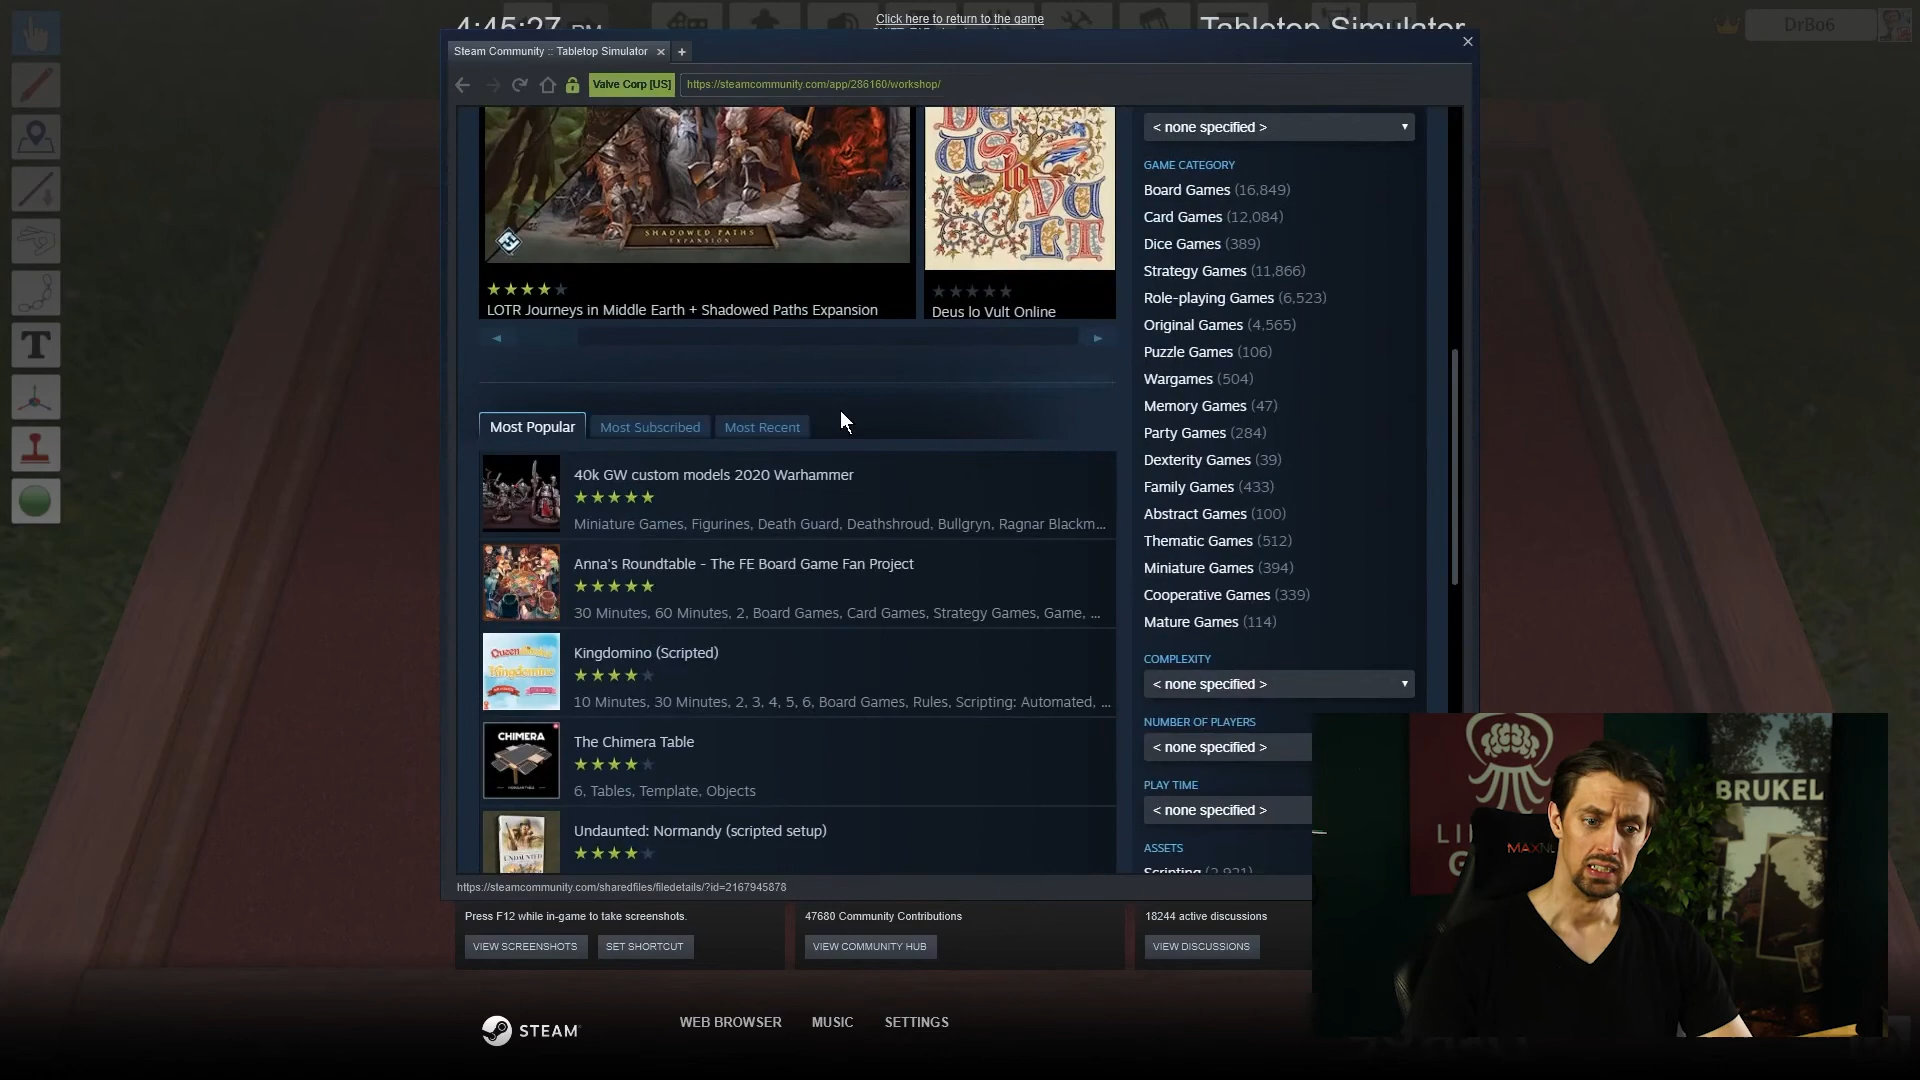 4:45:27 PM
Click here to return to the game
Tabletop Simulator
DrBo6
Steam Community :: Tabletop Simulator
Valve Corp [US]
https://steamcommunity.com/app/286160/workshop/
SHADOWED PATHS
EXPANSION
LOTR Journeys in Middle Earth + Shadowed Paths Expansion
Deus lo Vult Online
Most Popular
Most Subscribed
Most Recent
40k GW custom models 2020 Warhammer
Miniature Games, Figurines, Death Guard, Deathshroud, Bullgryn, Ragnar Blackm...
Anna's Roundtable - The FE Board Game Fan Project
30 Minutes, 60 Minutes, 2, Board Games, Card Games, Strategy Games, Game, ...
Kingdomino (Scripted)
10 Minutes, 30 Minutes, 2, 3, 4, 5, 6, Board Games, Rules, Scripting: Automated, ...
CHIMERA
The Chimera Table
6, Tables, Template, Objects
UNDAUNTED
Undaunted: Normandy (scripted setup)
< none specified >
GAME CATEGORY
Board Games (16,849)
Card Games (12,084)
Dice Games (389)
Strategy Games (11,866)
Role-playing Games (6,523)
Original Games (4,565)
Puzzle Games (106)
Wargames (504)
Memory Games (47)
Party Games (284)
Dexterity Games (39)
Family Games (433)
Abstract Games (100)
Thematic Games (512)
Miniature Games (394)
Cooperative Games (339)
Mature Games (114)
COMPLEXITY
< none specified >
NUMBER OF PLAYERS
< none specified >
PLAY TIME
< none specified >
ASSETS
Scripting (2,921)
https://steamcommunity.com/sharedfiles/filedetails/?id=2167945878
Press F12 while in-game to take screenshots.
VIEW SCREENSHOTS
SET SHORTCUT
47680 Community Contributions
VIEW COMMUNITY HUB
18244 active discussions
VIEW DISCUSSIONS
STEAM
WEB BROWSER
MUSIC
SETTINGS
BRUKEL